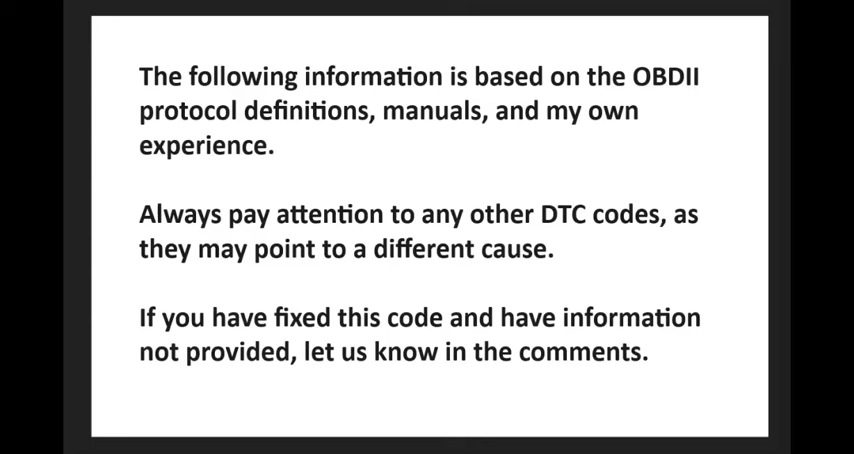 The following information is based on the OBDII
protocol definitions, manuals, and my own
experience.
Always pay attention to any other DTC codes, as
they may point to a different cause.
If you have fixed this code and have information
not provided, let us know in the comments.